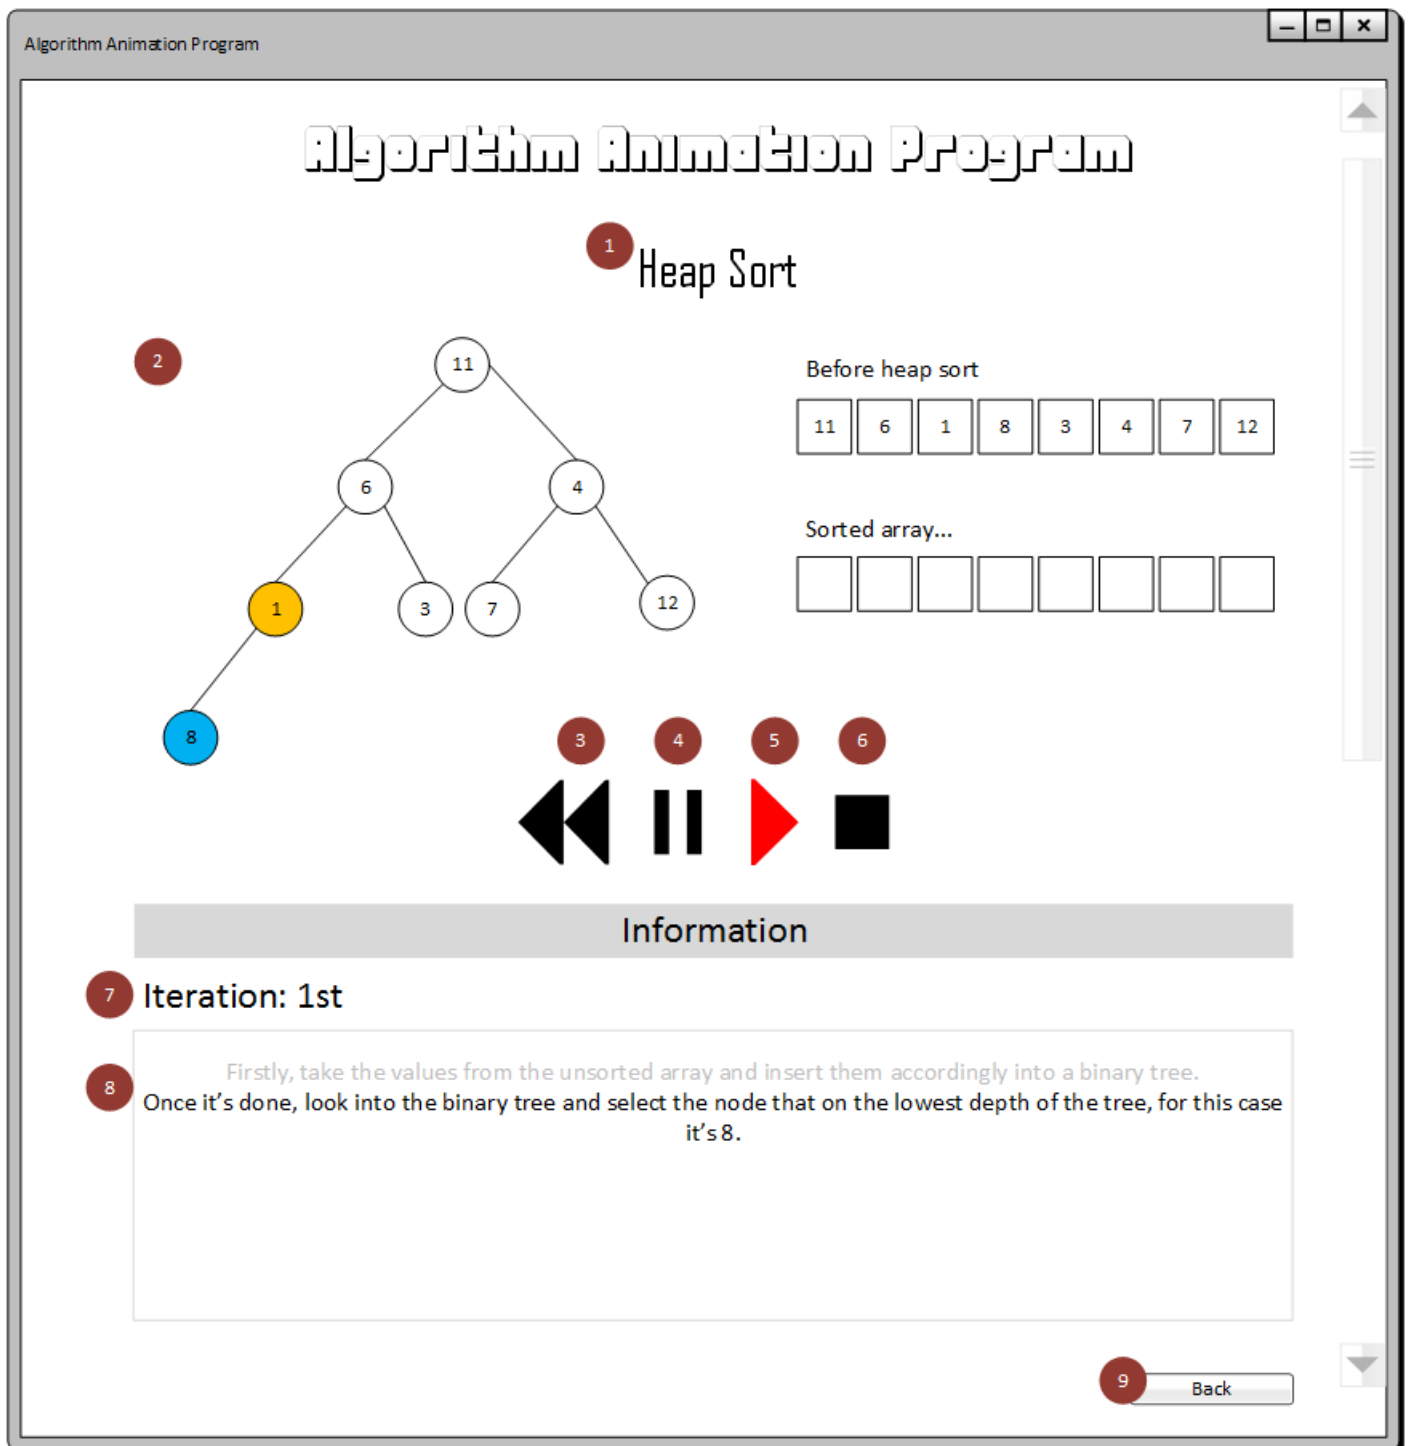 Algorithm Animation Program
Algorithm Animation Program
1
Heap Sort
2
11
6
4
1
3
7
12
8
Before heap sort
11 6 1 8 3 4 7 12
Sorted array...
3 4 5 6
Information
7
Iteration: 1st
8
Firstly, take the values from the unsorted array and insert them accordingly into a binary tree.
Once it's done, look into the binary tree and select the node that on the lowest depth of the tree, for this case
it's 8.
9
Back